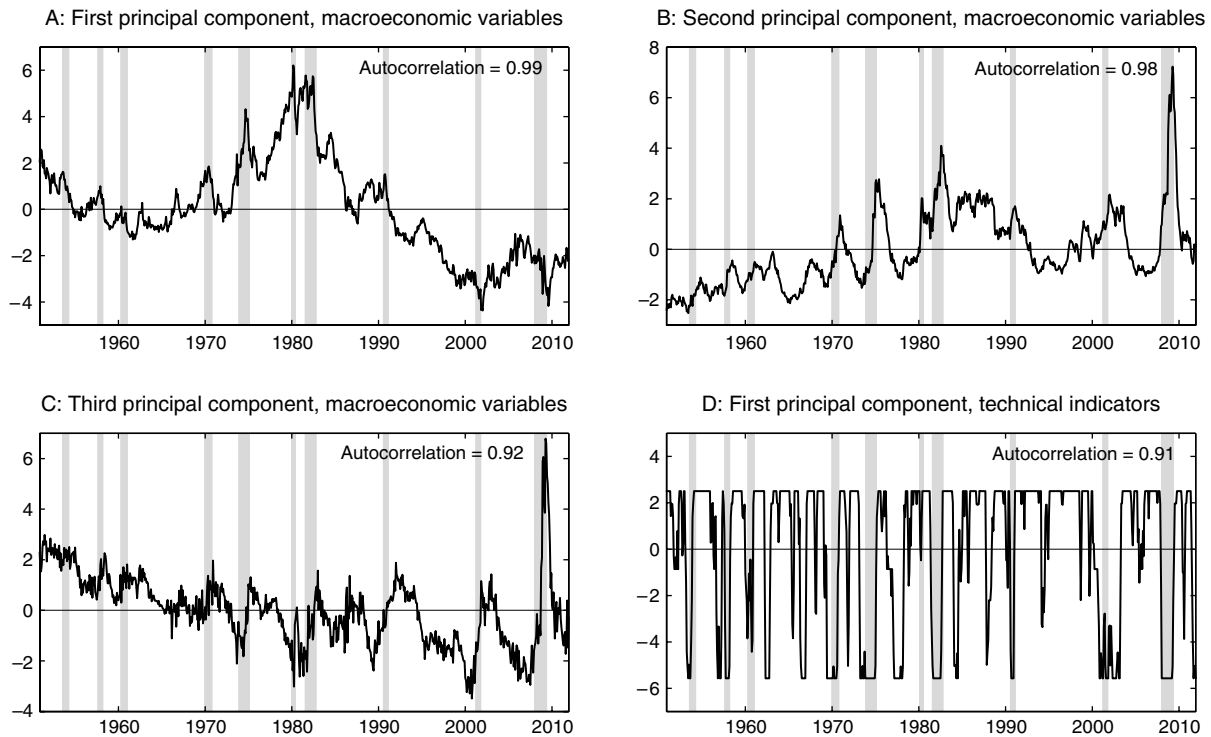 A: First principal component, macroeconomic variables
Autocorrelation = 0.99
6
4
2
0
−2
−4
1960 1970 1980 1990 2000 2010
B: Second principal component, macroeconomic variables
Autocorrelation = 0.98
8
6
4
2
0
−2
1960 1970 1980 1990 2000 2010
C: Third principal component, macroeconomic variables
Autocorrelation = 0.92
6
4
2
0
−2
−4
1960 1970 1980 1990 2000 2010
D: First principal component, technical indicators
Autocorrelation = 0.91
4
2
0
−2
−4
−6
1960 1970 1980 1990 2000 2010